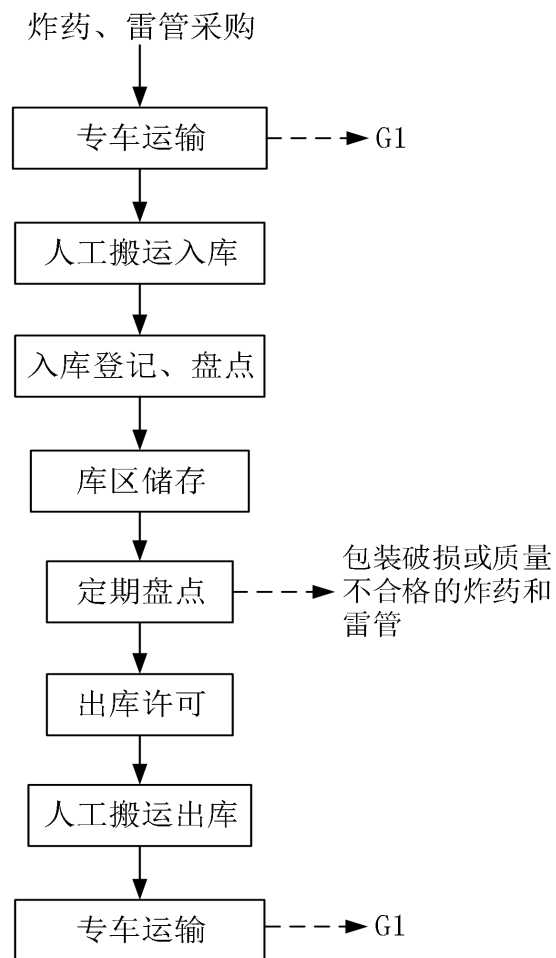 炸药、雷管采购
专车运输
G1
人工搬运入库
入库登记、盘点
库区储存
定期盘点
包装破损或质量
不合格的炸药和
雷管
出库许可
人工搬运出库
专车运输
G1